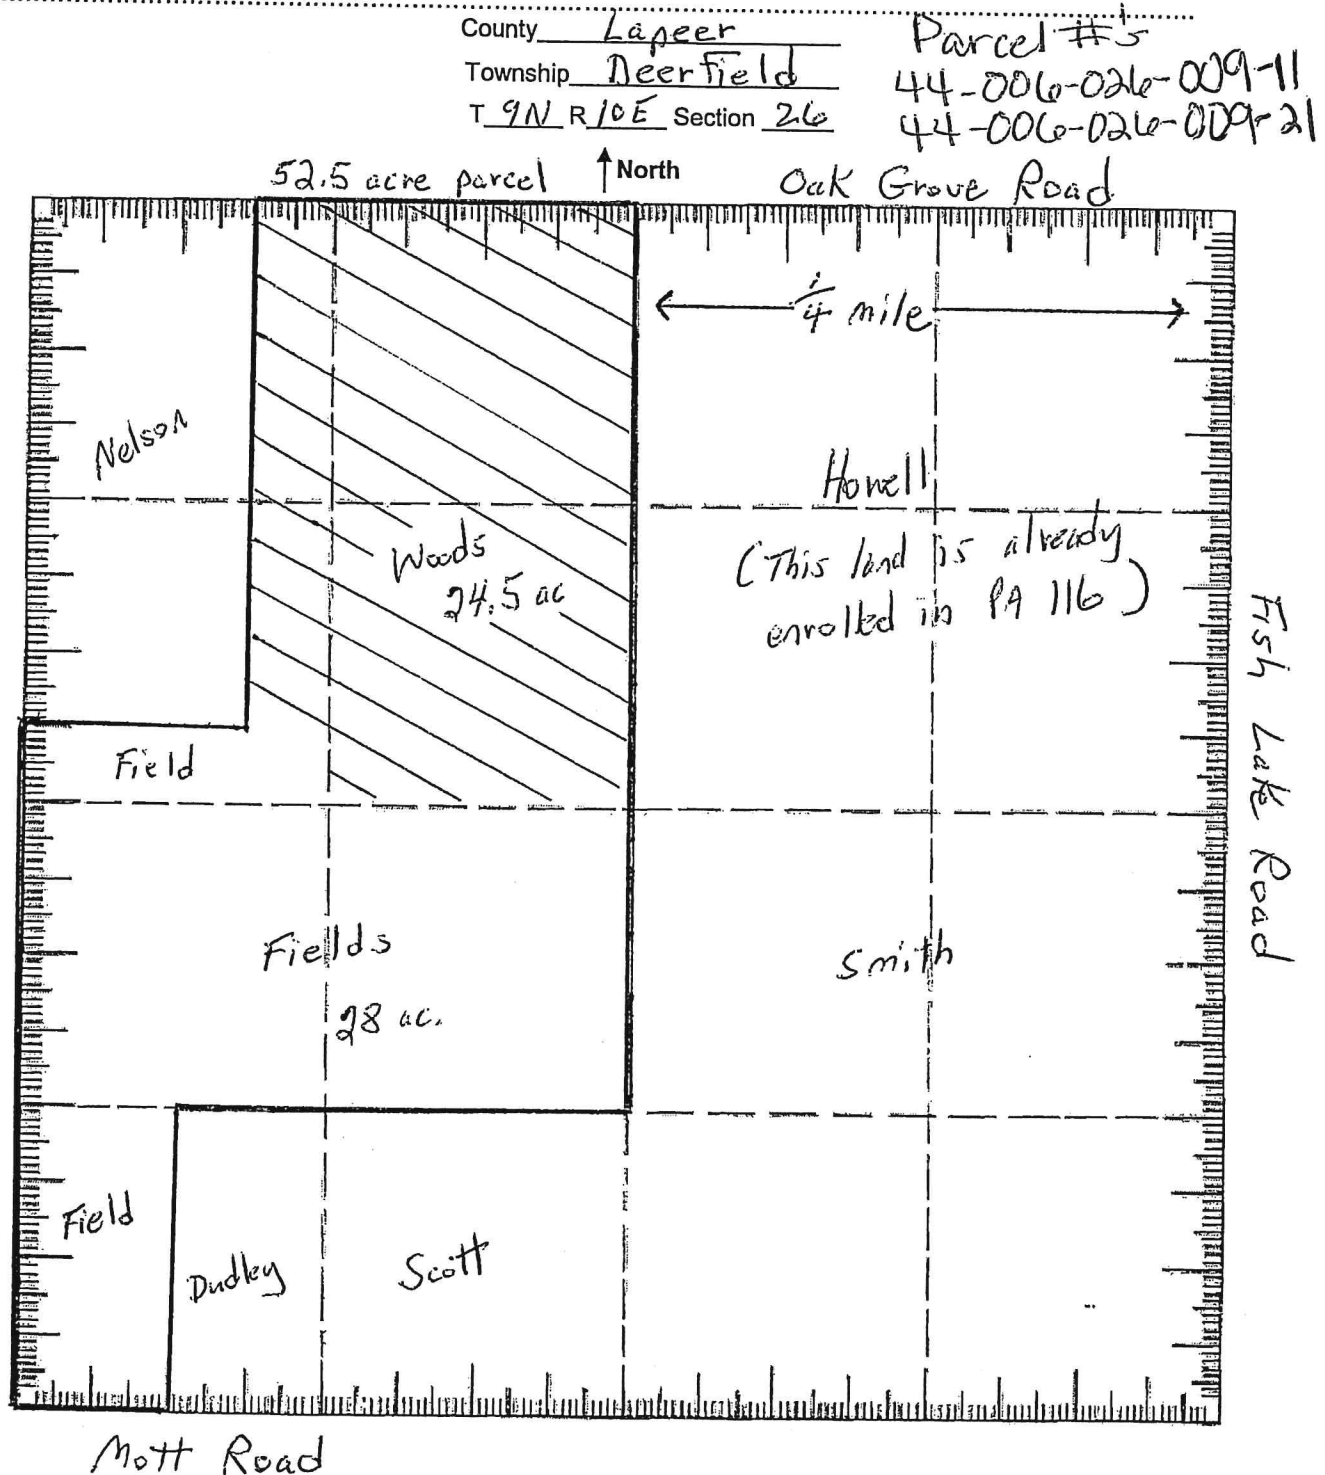 County Lapeer
Township Deerfield
T 9N R 10E Section 26
Parcel #'s
44-006-026-009-11
44-006-026-009-21
52.5 acre parcel
North
Oak Grove Road
1/4 mile
Nelson
Howell
(This land is already
enrolled in PA 116)
Woods
24.5 ac
Field
Fish Lake Road
Fields
28 ac.
Smith
Field
Dudley
Scott
Mott Road